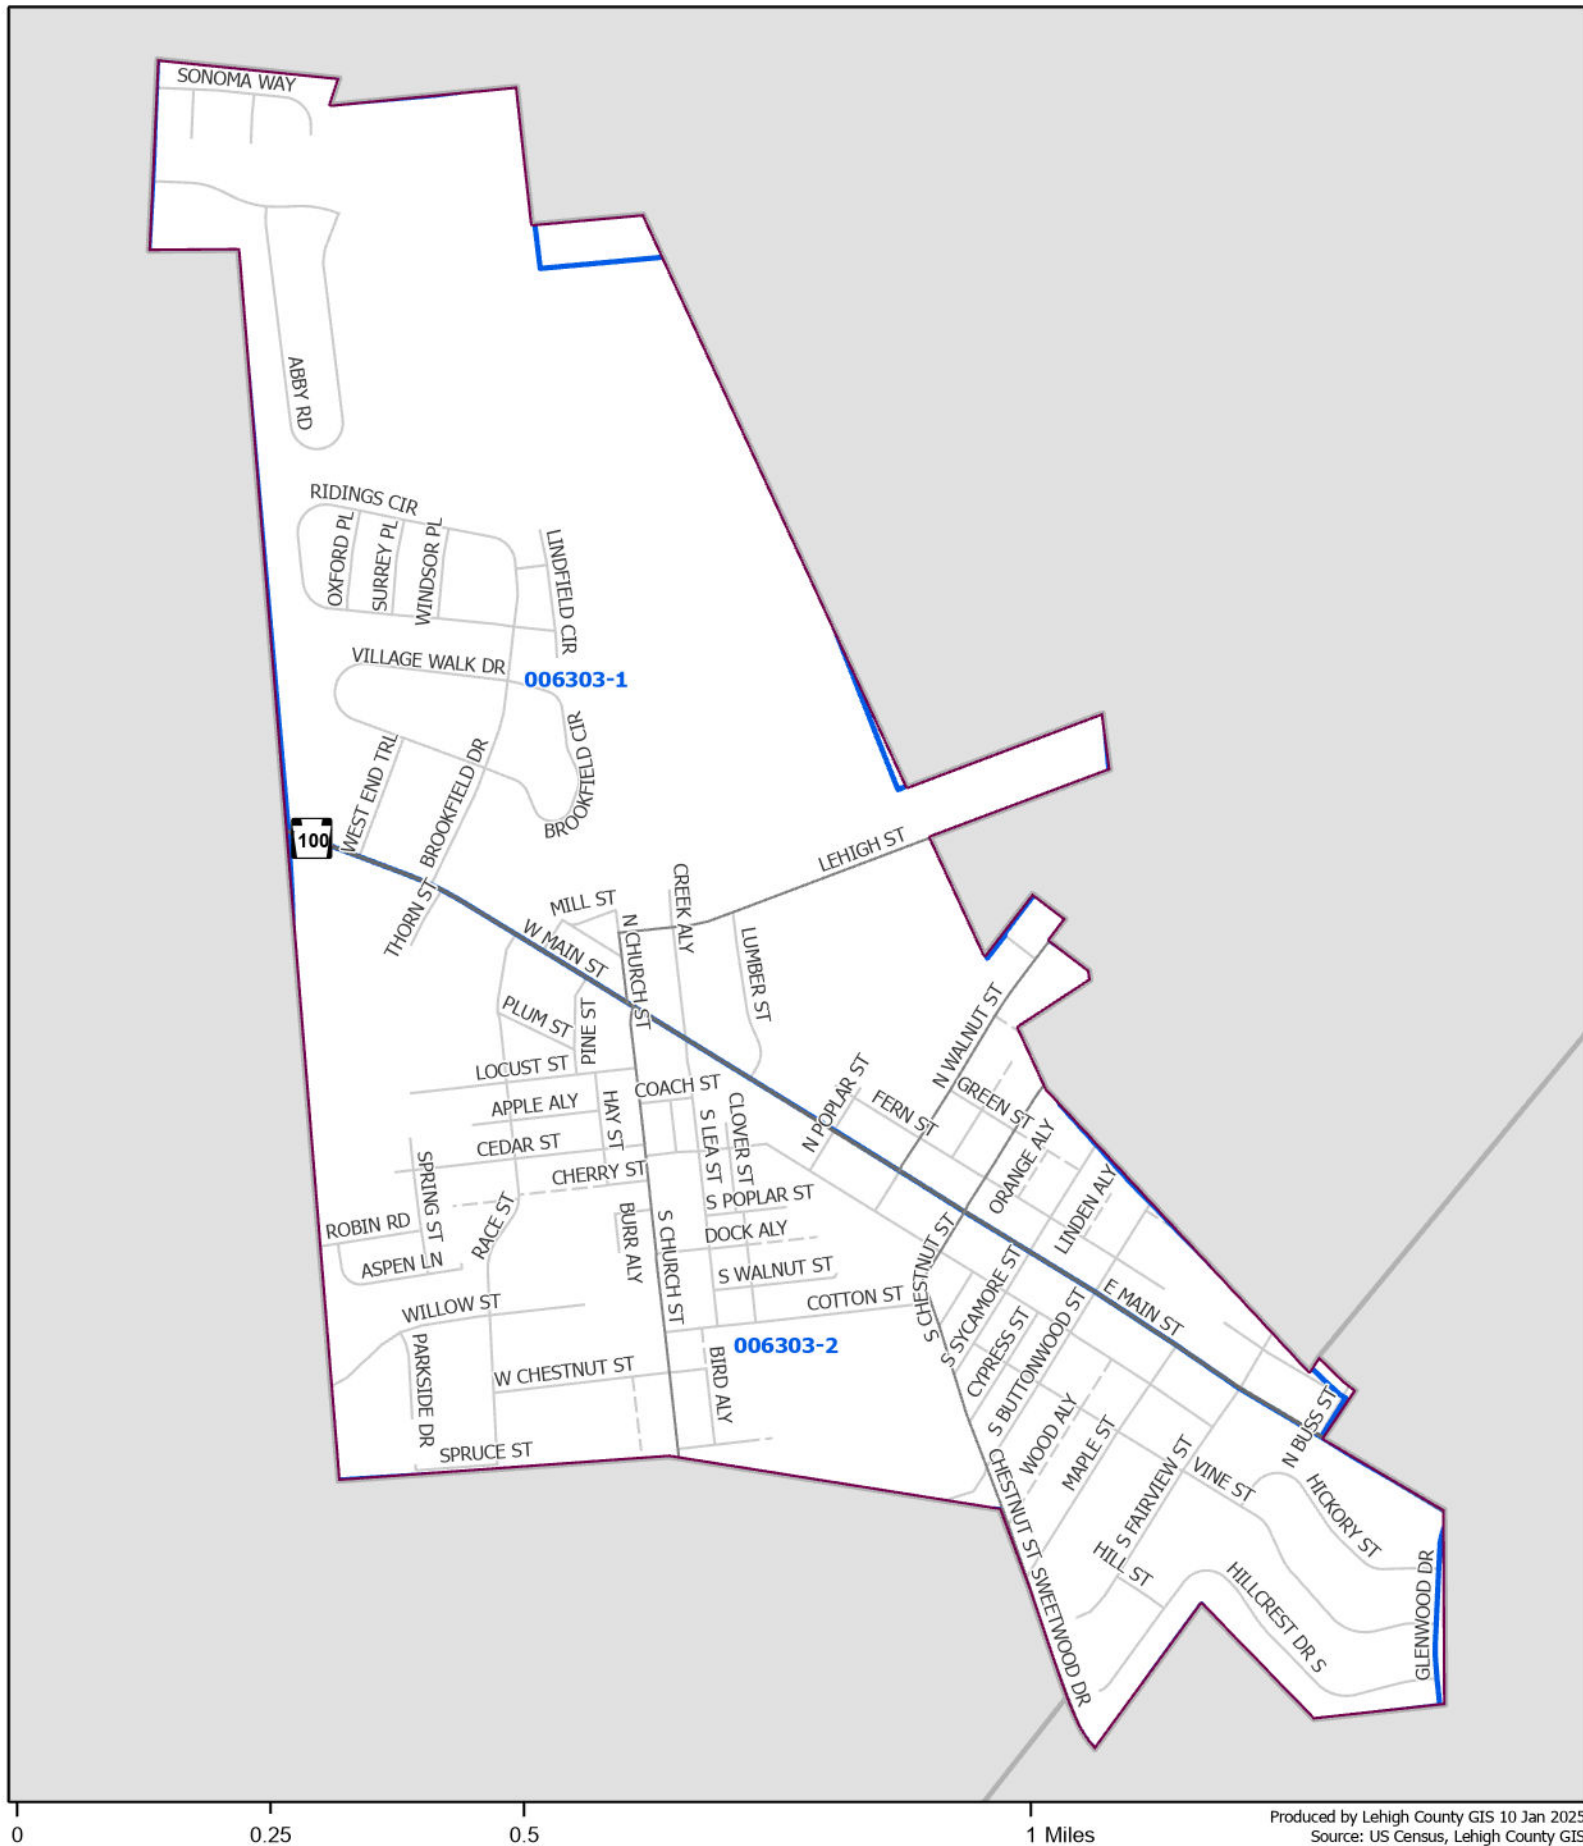 SONOMA WAY
ABBY RD
RIDINGS CIR
OXFORD PL
SURREY PL
WINDSOR PL
LINDFIELD CIR
VILLAGE WALK DR
006303-1
BROOKFIELD CIR
WEST END TRL
BROOKFIELD DR
100
THORN ST
LEHIGH ST
MILL ST
CREEK ALY
W MAIN ST
N CHURCH ST
LUMBER ST
PLUM ST
PINE ST
N WALNUT ST
LOCUST ST
COACH ST
N POPLAR ST
FERN ST
GREEN ST
APPLE ALY
HAY ST
S LEA ST
CLOVER ST
ORANGE ALY
CEDAR ST
CHERRY ST
SPRING ST
S POPLAR ST
LINDEN ALY
ROBIN RD
RACE ST
BURR ALY
S CHURCH ST
DOCK ALY
ASPEN LN
S WALNUT ST
S CHESTNUT ST
S SYCAMORE ST
E MAIN ST
WILLOW ST
COTTON ST
CYPRESS ST
S BUTTONWOOD ST
006303-2
PARKSIDE DR
W CHESTNUT ST
BIRD ALY
WOOD ALY
MAPLE ST
N BUSS ST
SPRUCE ST
CHESTNUT ST
S FAIRVIEW ST
VINE ST
HICKORY ST
HILL ST
SWEETWOOD DR
HILLCREST DR S
GLENWOOD DR
Produced by Lehigh County GIS 10 Jan 2025
0 0.25 0.5 1 Miles
Source: US Census, Lehigh County GIS